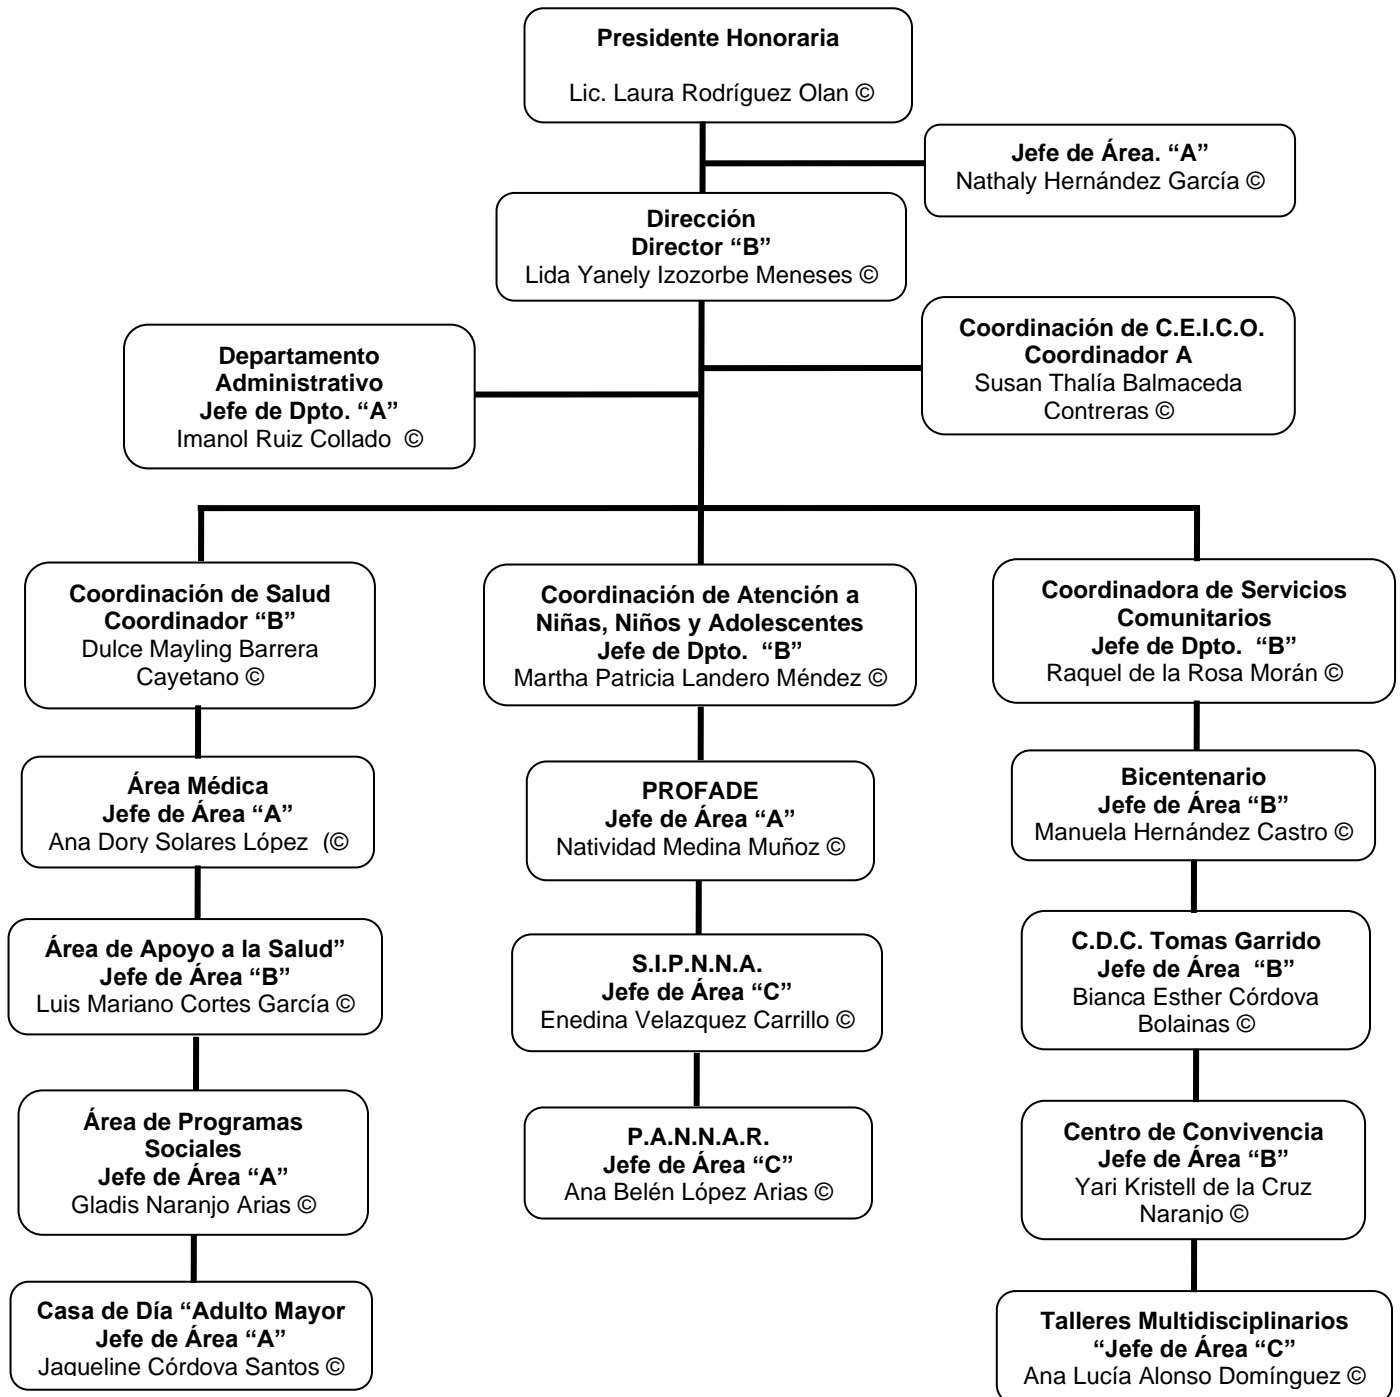 Presidente Honoraria
Lic. Laura Rodríguez Olan ©
Jefe de Área. “A”
Nathaly Hernández García ©
Dirección
Director “B”
Lida Yanely Izozorbe Meneses ©
Coordinación de C.E.I.C.O.
Coordinador A
Susan Thalía Balmaceda
Contreras ©
Departamento
Administrativo
Jefe de Dpto. “A”
Imanol Ruiz Collado ©
Coordinación de Salud
Coordinador “B”
Dulce Mayling Barrera
Cayetano ©
Área Médica
Jefe de Área “A”
Ana Dory Solares López (©
Área de Apoyo a la Salud”
Jefe de Área “B”
Luis Mariano Cortes García ©
Área de Programas
Sociales
Jefe de Área “A”
Gladis Naranjo Arias ©
Casa de Día “Adulto Mayor
Jefe de Área “A”
Jaqueline Córdova Santos ©
Coordinación de Atención a
Niñas, Niños y Adolescentes
Jefe de Dpto. “B”
Martha Patricia Landero Méndez ©
PROFADE
Jefe de Área “A”
Natividad Medina Muñoz ©
S.I.P.N.N.A.
Jefe de Área “C”
Enedina Velazquez Carrillo ©
P.A.N.N.A.R.
Jefe de Área “C”
Ana Belén López Arias ©
Coordinadora de Servicios
Comunitarios
Jefe de Dpto. “B”
Raquel de la Rosa Morán ©
Bicentenario
Jefe de Área “B”
Manuela Hernández Castro ©
C.D.C. Tomas Garrido
Jefe de Área “B”
Bianca Esther Córdova
Bolainas ©
Centro de Convivencia
Jefe de Área “B”
Yari Kristell de la Cruz
Naranjo ©
Talleres Multidisciplinarios
“Jefe de Área “C”
Ana Lucía Alonso Domínguez ©